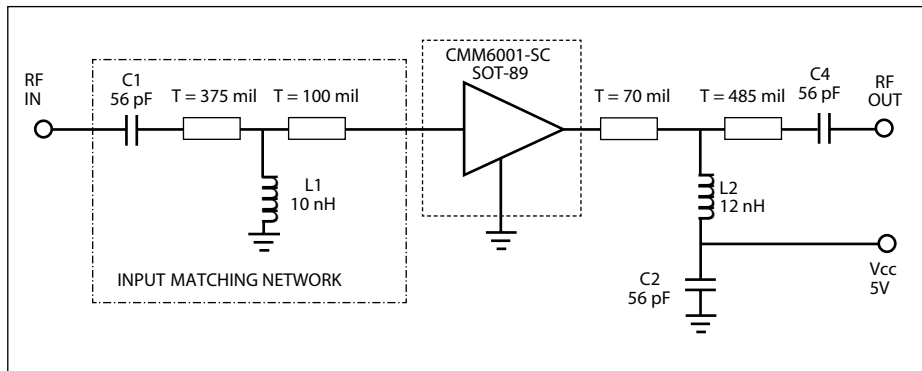 CMM6001-SC
SOT-89
RF
IN
C1
56 pF
T = 375 mil
T = 100 mil
T = 70 mil
T = 485 mil
C4
56 pF
RF
OUT
L1
10 nH
L2
12 nH
INPUT MATCHING NETWORK
C2
56 pF
Vcc
5V